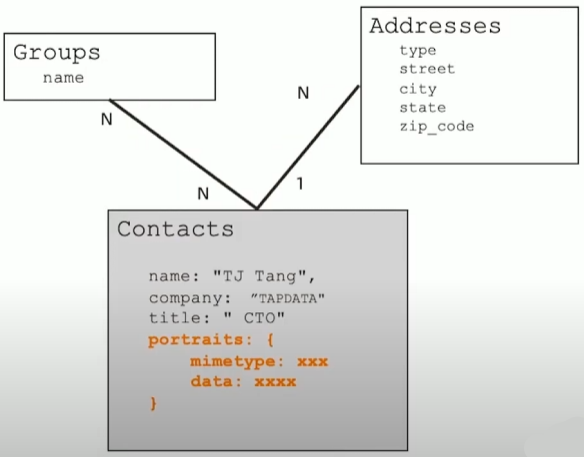 Groups
name
Addresses
type
street
city
state
zip_code
N
N
N
1
Contacts
name: "TJ Tang",
company: "TAPDATA"
title: " CTO"
portraits: {
mimetype: xxx
data: xxxx
}